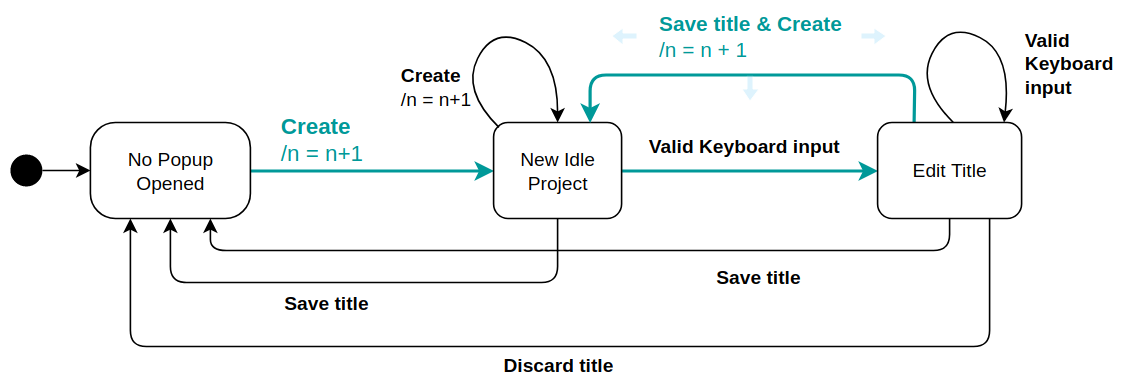 Save title & Create
/n = n + 1
Valid
Keyboard
input
Create
/n = n+1
Create
/n = n+1
No Popup
Opened
New Idle
Project
Valid Keyboard input
Edit Title
Save title
Save title
Discard title